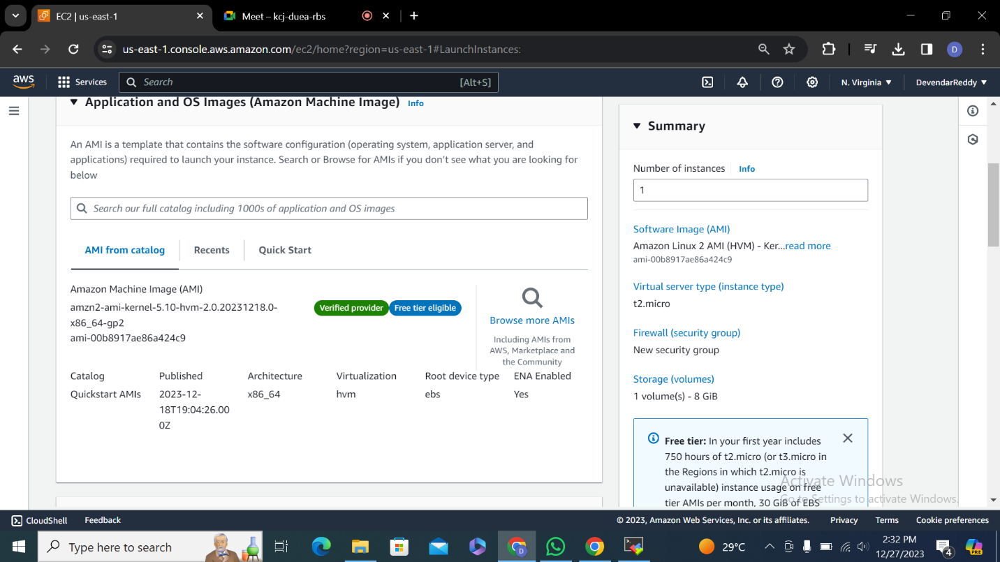 EC2 | us-east-1
Meet – kcj-duea-rbs
us-east-1.console.aws.amazon.com/ec2/home?region=us-east-1#LaunchInstances:
D
aws
Services
Search
[Alt+S]
N. Virginia
DevendarReddy
Application and OS Images (Amazon Machine Image) Info
An AMI is a template that contains the software configuration (operating system, application server, and
applications) required to launch your instance. Search or Browse for AMIs if you don't see what you are looking for
below
Search our full catalog including 1000s of application and OS images
AMI from catalog
Recents
Quick Start
Amazon Machine Image (AMI)
amzn2-ami-kernel-5.10-hvm-2.0.20231218.0-
x86_64-gp2
ami-00b8917ae86a424c9
Verified provider
Free tier eligible
Browse more AMIs
Including AMIs from
AWS, Marketplace and
the Community
Catalog
Published
Architecture
Virtualization
Root device type
ENA Enabled
Quickstart AMIs
2023-12-
18T19:04:26.00
0Z
x86_64
hvm
ebs
Yes
Summary
Number of instances
Info
1
Software Image (AMI)
Amazon Linux 2 AMI (HVM) - Ker...read more
ami-00b8917ae86a424c9
Virtual server type (instance type)
t2.micro
Firewall (security group)
New security group
Storage (volumes)
1 volume(s) - 8 GiB
Free tier: In your first year includes
750 hours of t2.micro (or t3.micro in
the Regions in which t2.micro is
unavailable) instance usage on free
tier AMIs per month, 30 GiB of EBS
Activate Windows
Go to Settings to activate Windows.
CloudShell
Feedback
© 2023, Amazon Web Services, Inc. or its affiliates.
Privacy
Terms
Cookie preferences
Type here to search
D
29°C
2:32 PM
12/27/2023
4
PRE